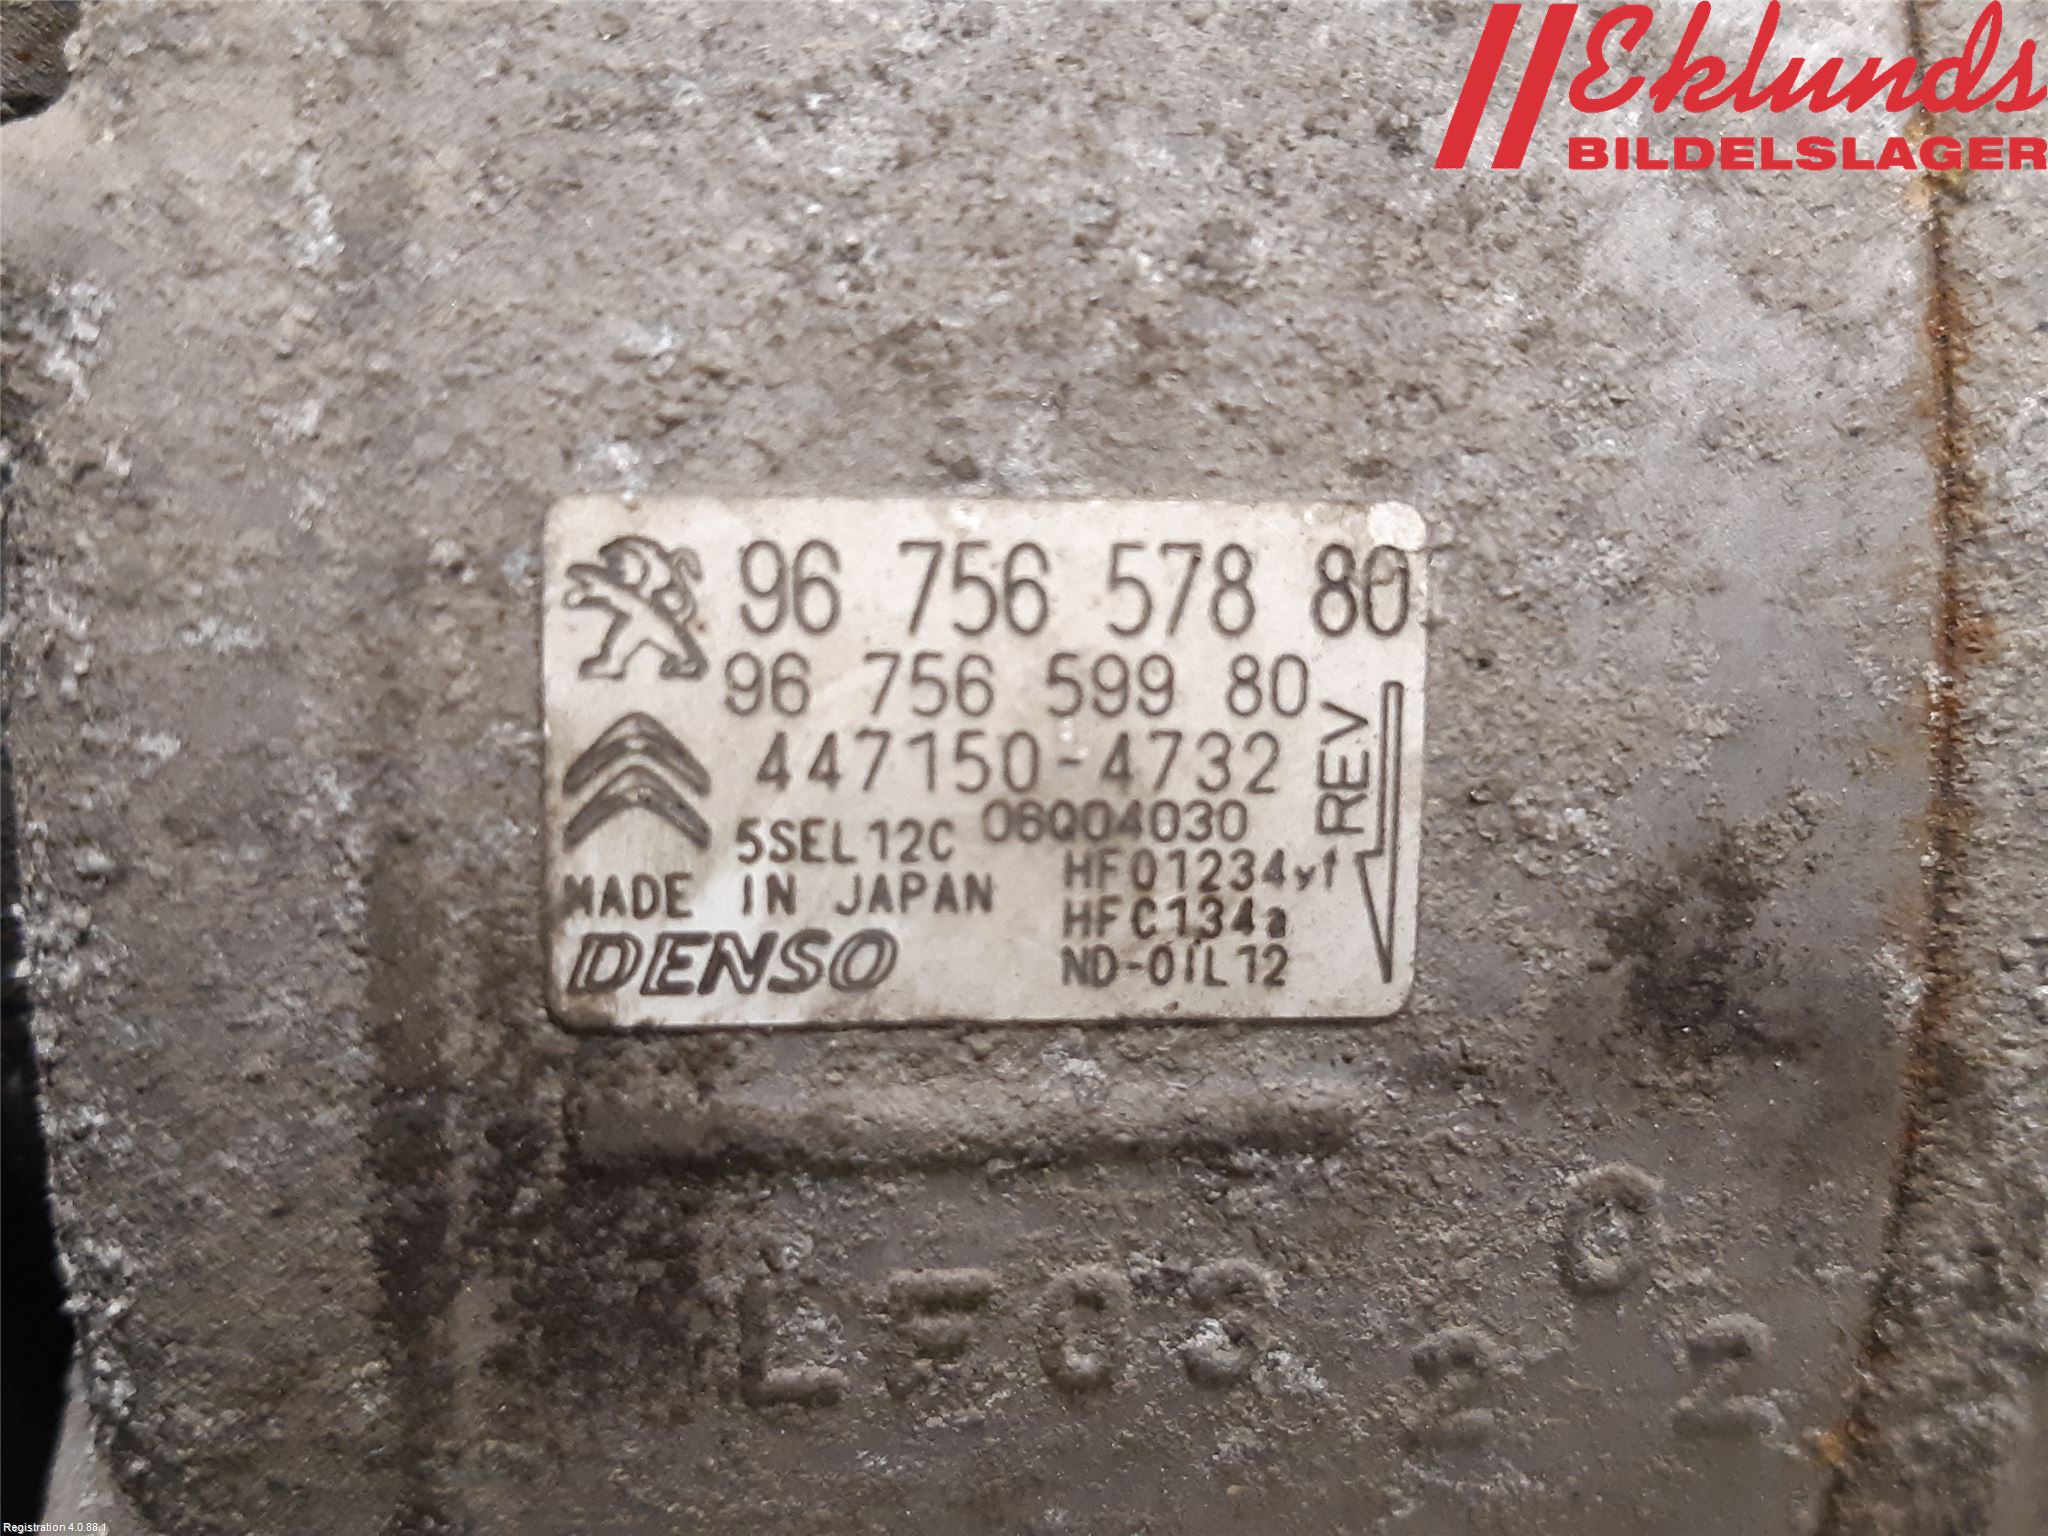 Eklunds
BILDELSLAGER
96 756 578 80
96 756 599 80
447150-4732
5SEL12C 06Q04030
REV
HF01234yf
MADE IN JAPAN
HFC134a
DENSO
ND-OIL12
Registration 4.0.88.1